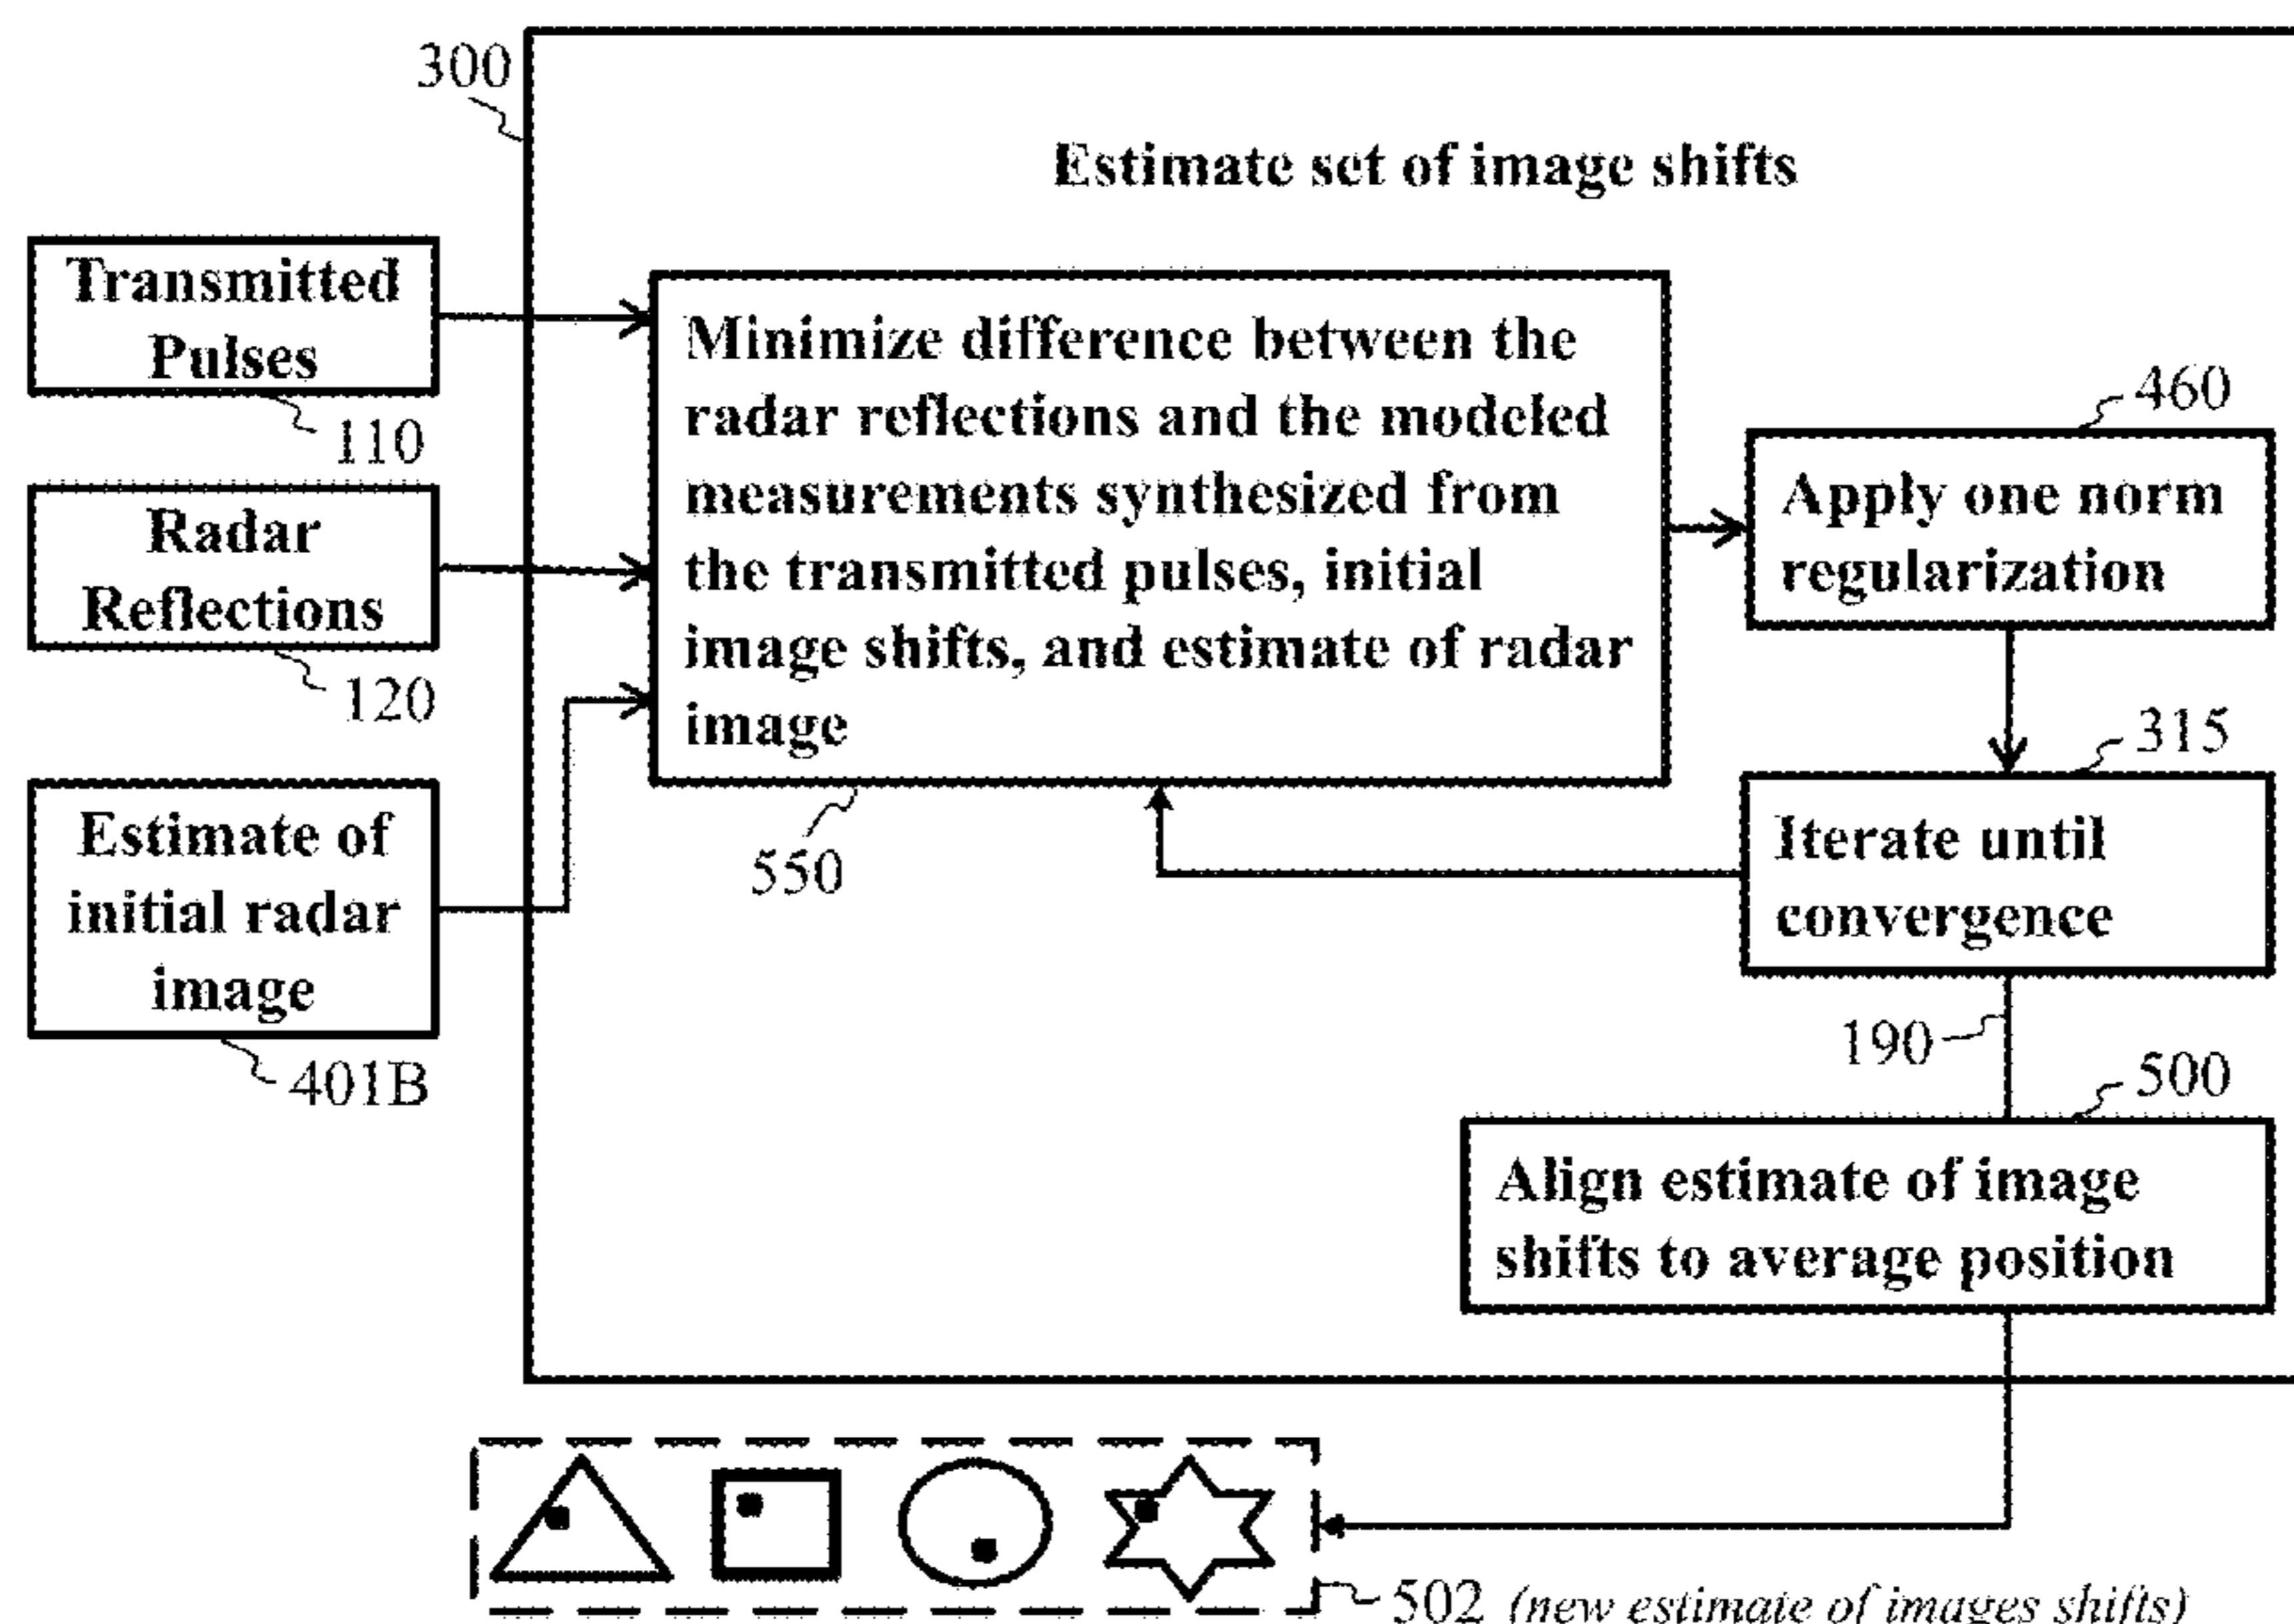 300
Estimate set of image shifts
Transmitted
Pulses
110
Radar
Reflections
120
Estimate of
initial radar
image
401B
Minimize difference between the
radar reflections and the modeled
measurements synthesized from
the transmitted pulses, initial
image shifts, and estimate of radar
image
550
460
Apply one norm
regularization
315
Iterate until
convergence
190
500
Align estimate of image
shifts to average position
502 (new estimate of images shifts)